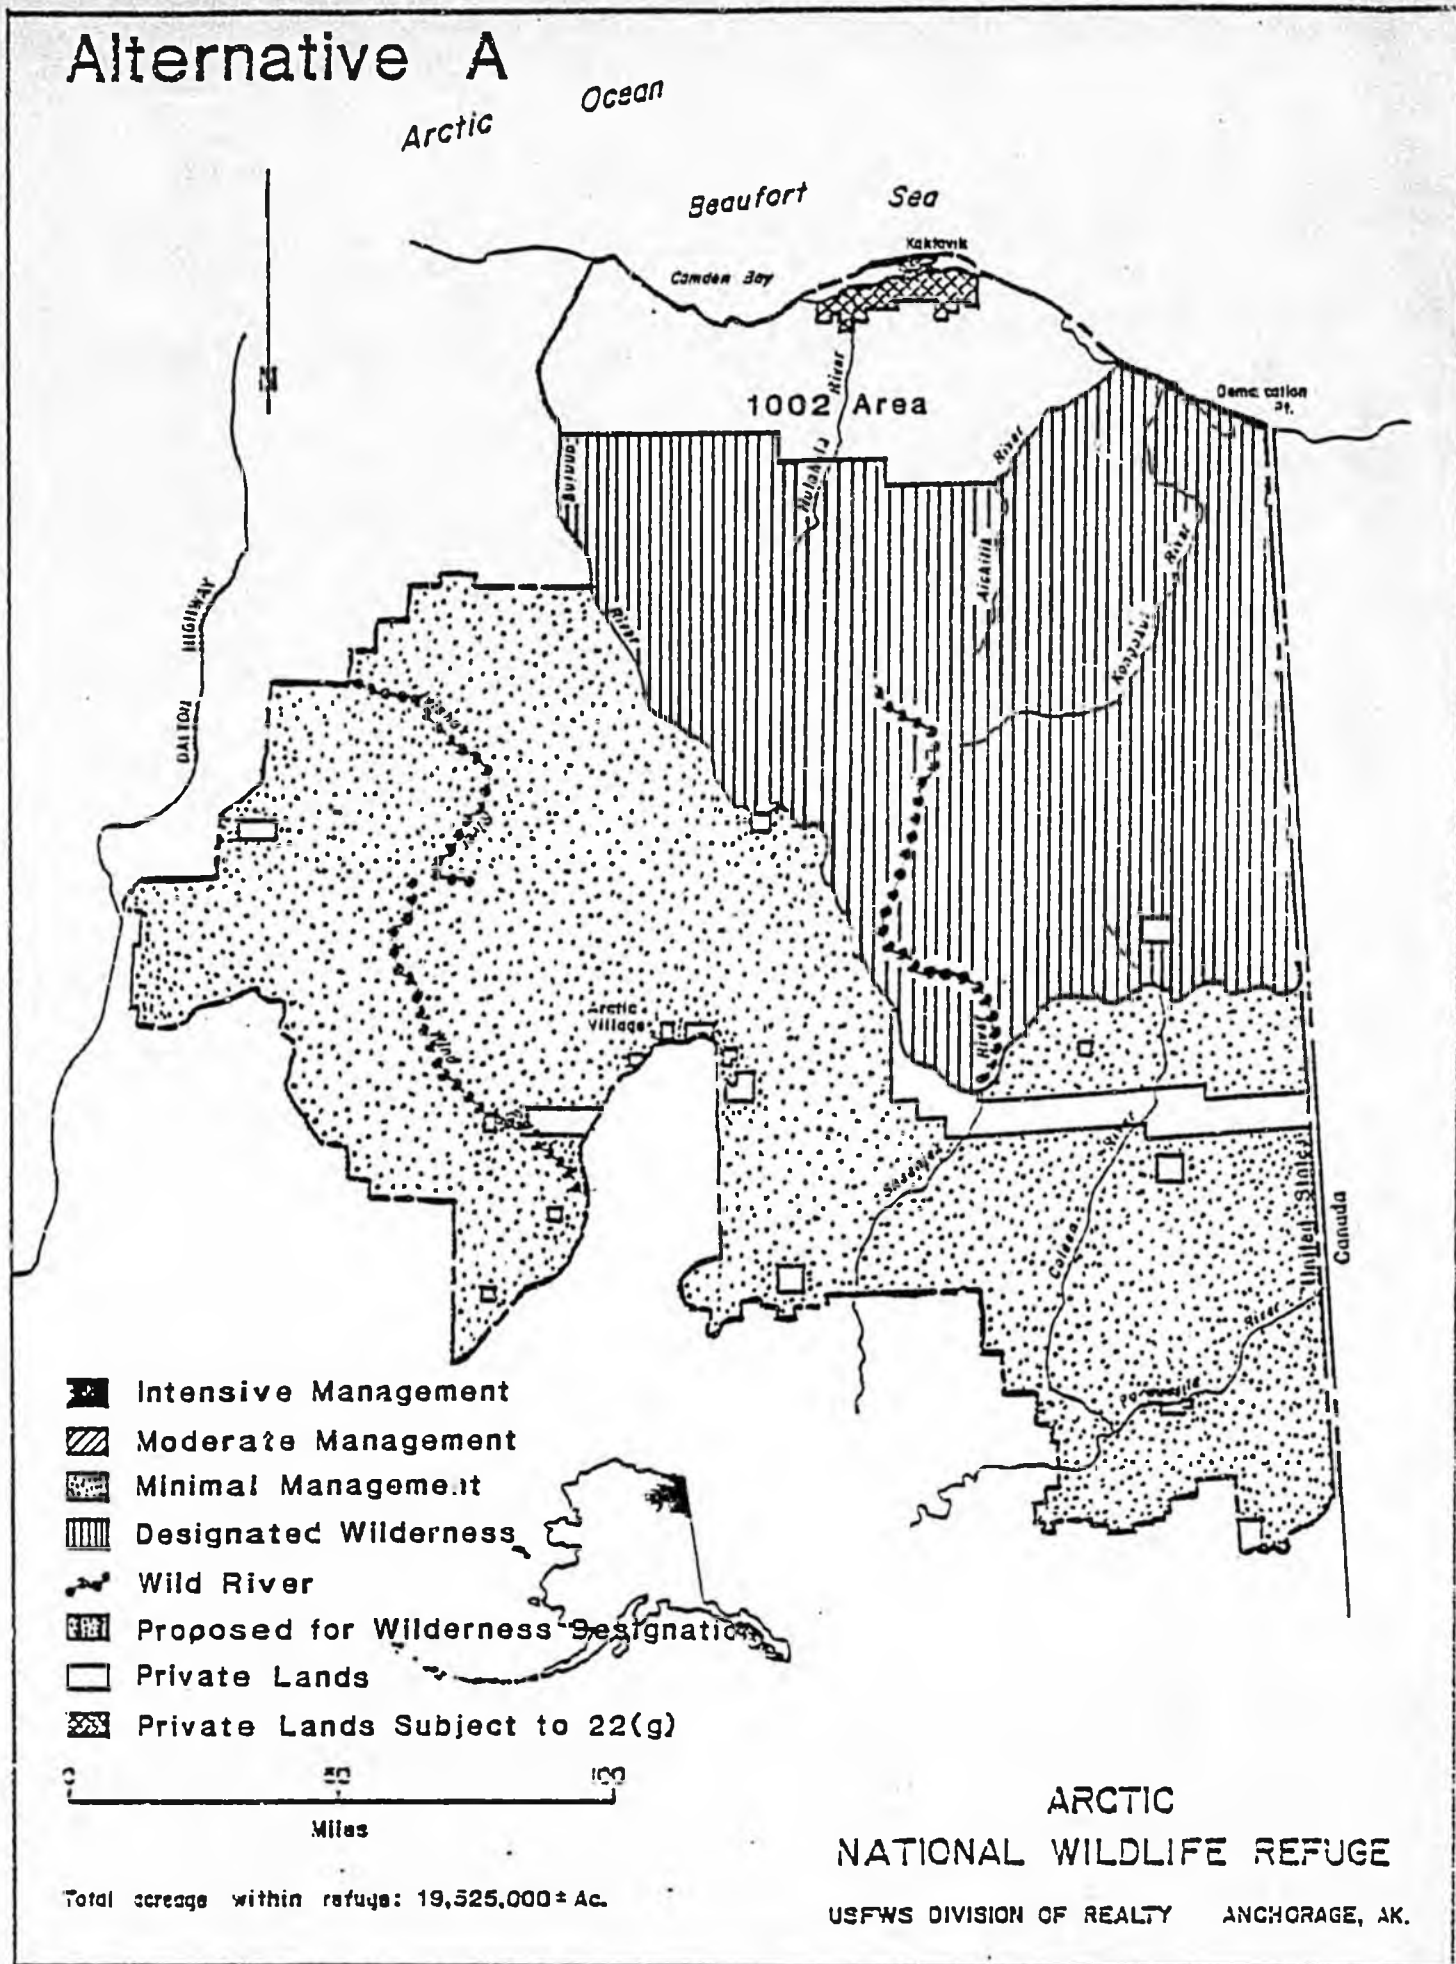 Alternative A
Arctic Ocean
Beaufort Sea
Kaktovik
Camden Bay
River
1002 Area
Demarcation
Pt.
River
Canning
Hulahula
Aichilik
River
Kongakut
HIGHWAY
DALTON
River
River
Arctic
Village
River
River
Sheenjek
Coleen
United States
Canada
River
Intensive Management
Moderate Management
Minimal Management
Designated Wilderness
Wild River
Proposed for Wilderness Designation
Private Lands
Private Lands Subject to 22(g)
0 50 100
Miles
Total acreage within refuge: 19,525,000± Ac.
ARCTIC
NATIONAL WILDLIFE REFUGE
USFWS DIVISION OF REALTY ANCHORAGE, AK.